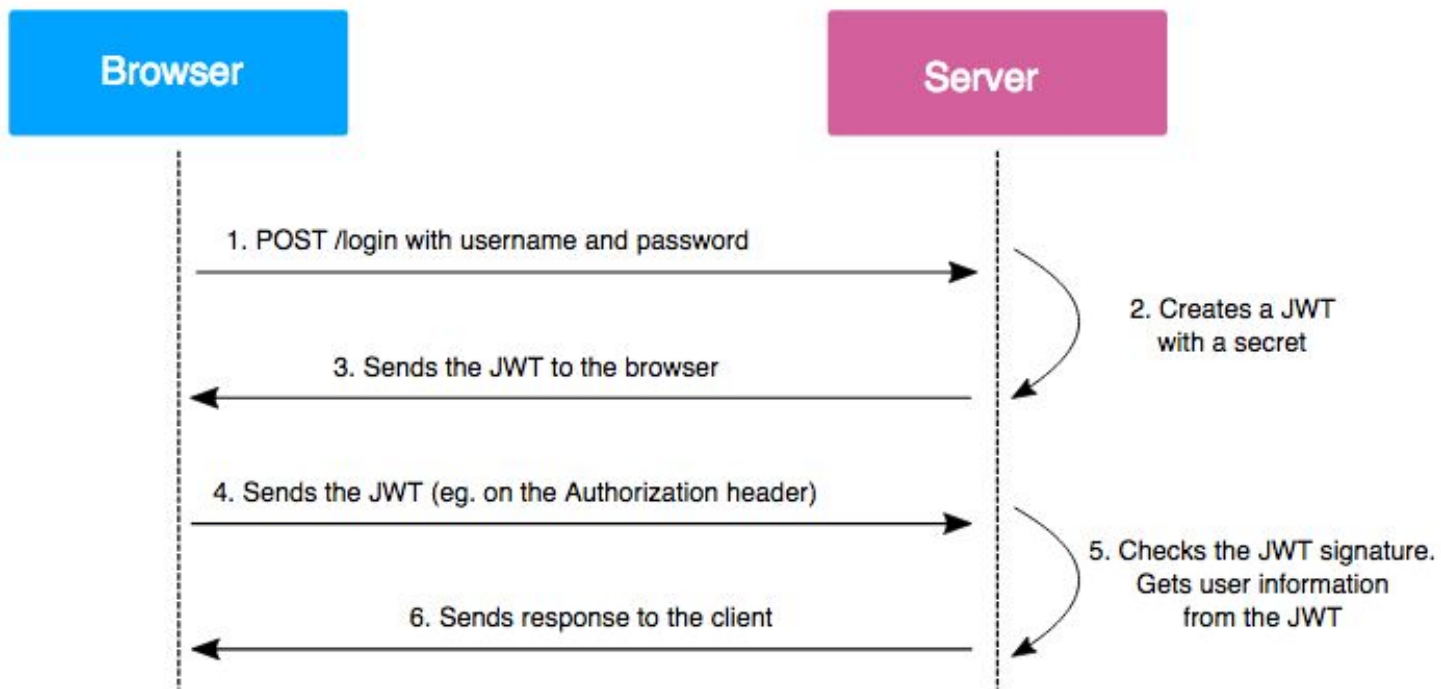 Browser
Server
1. POST /login with username and password
2. Creates a JWT
with a secret
3. Sends the JWT to the browser
4. Sends the JWT (eg. on the Authorization header)
5. Checks the JWT signature.
Gets user information
from the JWT
6. Sends response to the client